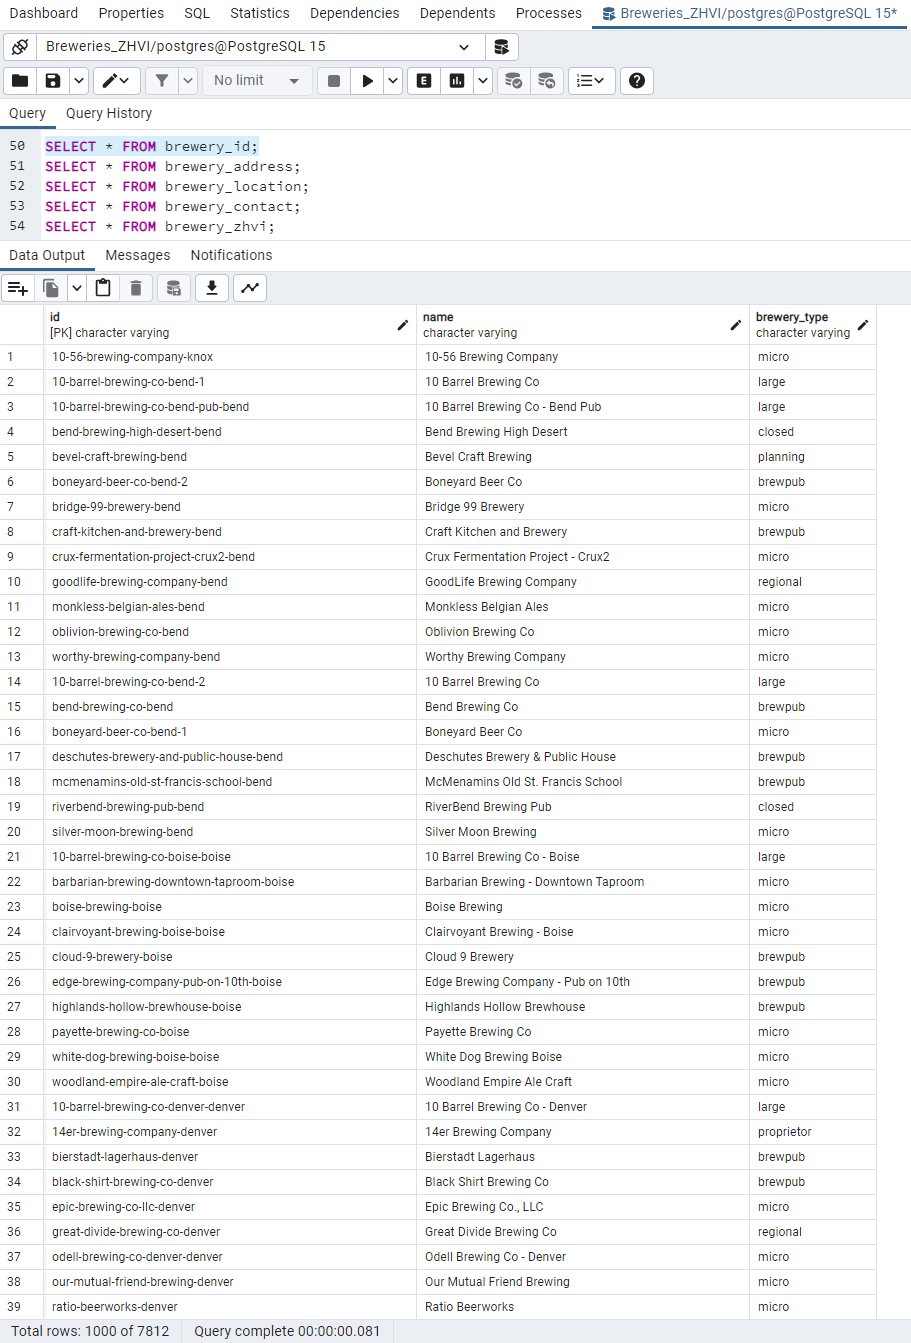 Dashboard Properties SQL Statistics Dependencies Dependents Processes Breweries_ZHVI/postgres@PostgreSQL 15*
Breweries_ZHVI/postgres@PostgreSQL 15
No limit E ?
Query Query History
50 SELECT * FROM brewery_id;
51 SELECT * FROM brewery_address;
52 SELECT * FROM brewery_location;
53 SELECT * FROM brewery_contact;
54 SELECT * FROM brewery_zhvi;
Data Output Messages Notifications
id name brewery_type
[PK] character varying character varying character varying
1 10-56-brewing-company-knox 10-56 Brewing Company micro
2 10-barrel-brewing-co-bend-1 10 Barrel Brewing Co large
3 10-barrel-brewing-co-bend-pub-bend 10 Barrel Brewing Co - Bend Pub large
4 bend-brewing-high-desert-bend Bend Brewing High Desert closed
5 bevel-craft-brewing-bend Bevel Craft Brewing planning
6 boneyard-beer-co-bend-2 Boneyard Beer Co brewpub
7 bridge-99-brewery-bend Bridge 99 Brewery micro
8 craft-kitchen-and-brewery-bend Craft Kitchen and Brewery brewpub
9 crux-fermentation-project-crux2-bend Crux Fermentation Project - Crux2 micro
10 goodlife-brewing-company-bend GoodLife Brewing Company regional
11 monkless-belgian-ales-bend Monkless Belgian Ales micro
12 oblivion-brewing-co-bend Oblivion Brewing Co micro
13 worthy-brewing-company-bend Worthy Brewing Company micro
14 10-barrel-brewing-co-bend-2 10 Barrel Brewing Co large
15 bend-brewing-co-bend Bend Brewing Co brewpub
16 boneyard-beer-co-bend-1 Boneyard Beer Co micro
17 deschutes-brewery-and-public-house-bend Deschutes Brewery & Public House brewpub
18 mcmenamins-old-st-francis-school-bend McMenamins Old St. Francis School brewpub
19 riverbend-brewing-pub-bend RiverBend Brewing Pub closed
20 silver-moon-brewing-bend Silver Moon Brewing micro
21 10-barrel-brewing-co-boise-boise 10 Barrel Brewing Co - Boise large
22 barbarian-brewing-downtown-taproom-boise Barbarian Brewing - Downtown Taproom micro
23 boise-brewing-boise Boise Brewing micro
24 clairvoyant-brewing-boise-boise Clairvoyant Brewing - Boise micro
25 cloud-9-brewery-boise Cloud 9 Brewery brewpub
26 edge-brewing-company-pub-on-10th-boise Edge Brewing Company - Pub on 10th brewpub
27 highlands-hollow-brewhouse-boise Highlands Hollow Brewhouse brewpub
28 payette-brewing-co-boise Payette Brewing Co micro
29 white-dog-brewing-boise-boise White Dog Brewing Boise micro
30 woodland-empire-ale-craft-boise Woodland Empire Ale Craft micro
31 10-barrel-brewing-co-denver-denver 10 Barrel Brewing Co - Denver large
32 14er-brewing-company-denver 14er Brewing Company proprietor
33 bierstadt-lagerhaus-denver Bierstadt Lagerhaus brewpub
34 black-shirt-brewing-co-denver Black Shirt Brewing Co brewpub
35 epic-brewing-co-llc-denver Epic Brewing Co., LLC micro
36 great-divide-brewing-co-denver Great Divide Brewing Co regional
37 odell-brewing-co-denver-denver Odell Brewing Co - Denver micro
38 our-mutual-friend-brewing-denver Our Mutual Friend Brewing micro
39 ratio-beerworks-denver Ratio Beerworks micro
Total rows: 1000 of 7812 Query complete 00:00:00.081